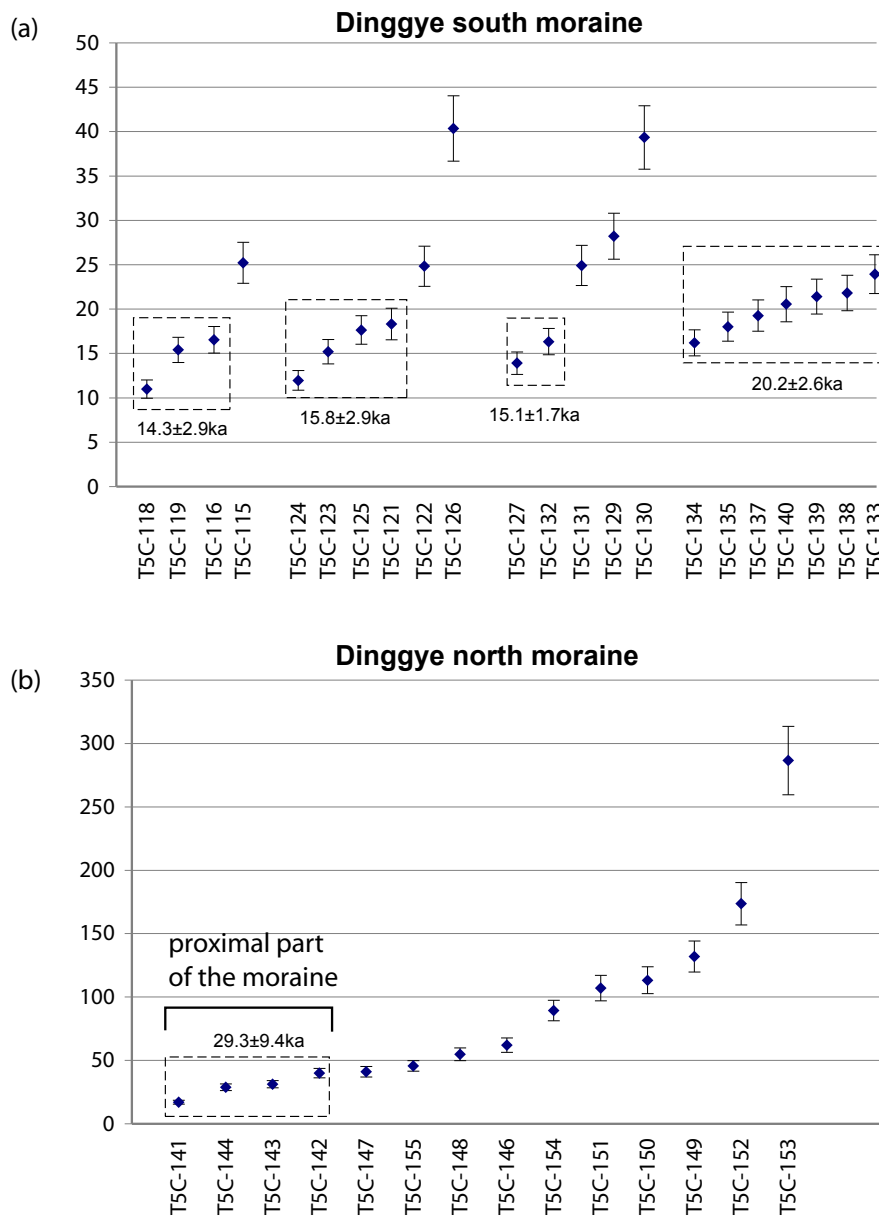 (a)
Dinggye south moraine
50
45
40
35
30
25
20
15
10
5
0
14.3±2.9ka
15.8±2.9ka
15.1±1.7ka
20.2±2.6ka
T5C-118
T5C-119
T5C-116
T5C-115
T5C-124
T5C-123
T5C-125
T5C-121
T5C-122
T5C-126
T5C-127
T5C-132
T5C-131
T5C-129
T5C-130
T5C-134
T5C-135
T5C-137
T5C-140
T5C-139
T5C-138
T5C-133
(b)
Dinggye north moraine
350
300
250
200
150
100
50
0
proximal part
of the moraine
29.3±9.4ka
T5C-141
T5C-144
T5C-143
T5C-142
T5C-147
T5C-155
T5C-148
T5C-146
T5C-154
T5C-151
T5C-150
T5C-149
T5C-152
T5C-153